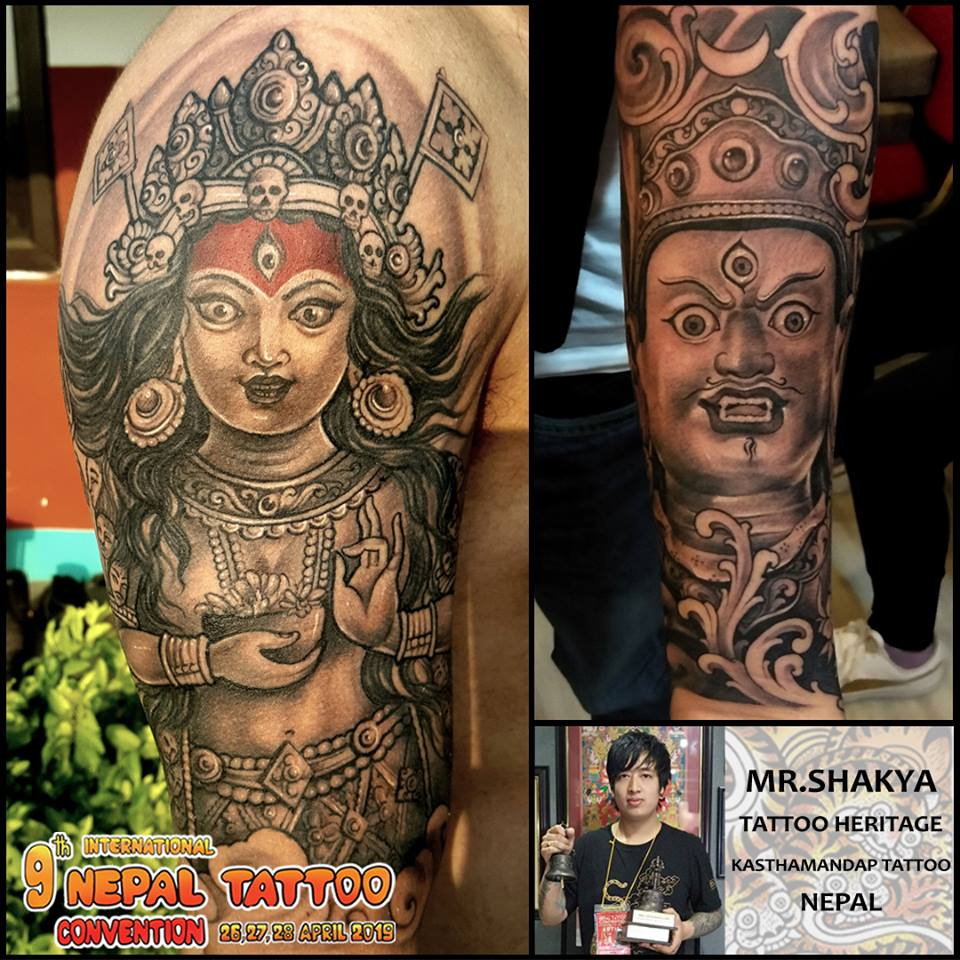 9th INTERNATIONAL
NEPAL TATTOO
CONVENTION 26,27,28 APRIL 2019
MR.SHAKYA
TATTOO HERITAGE
KASTHAMANDAP TATTOO
NEPAL